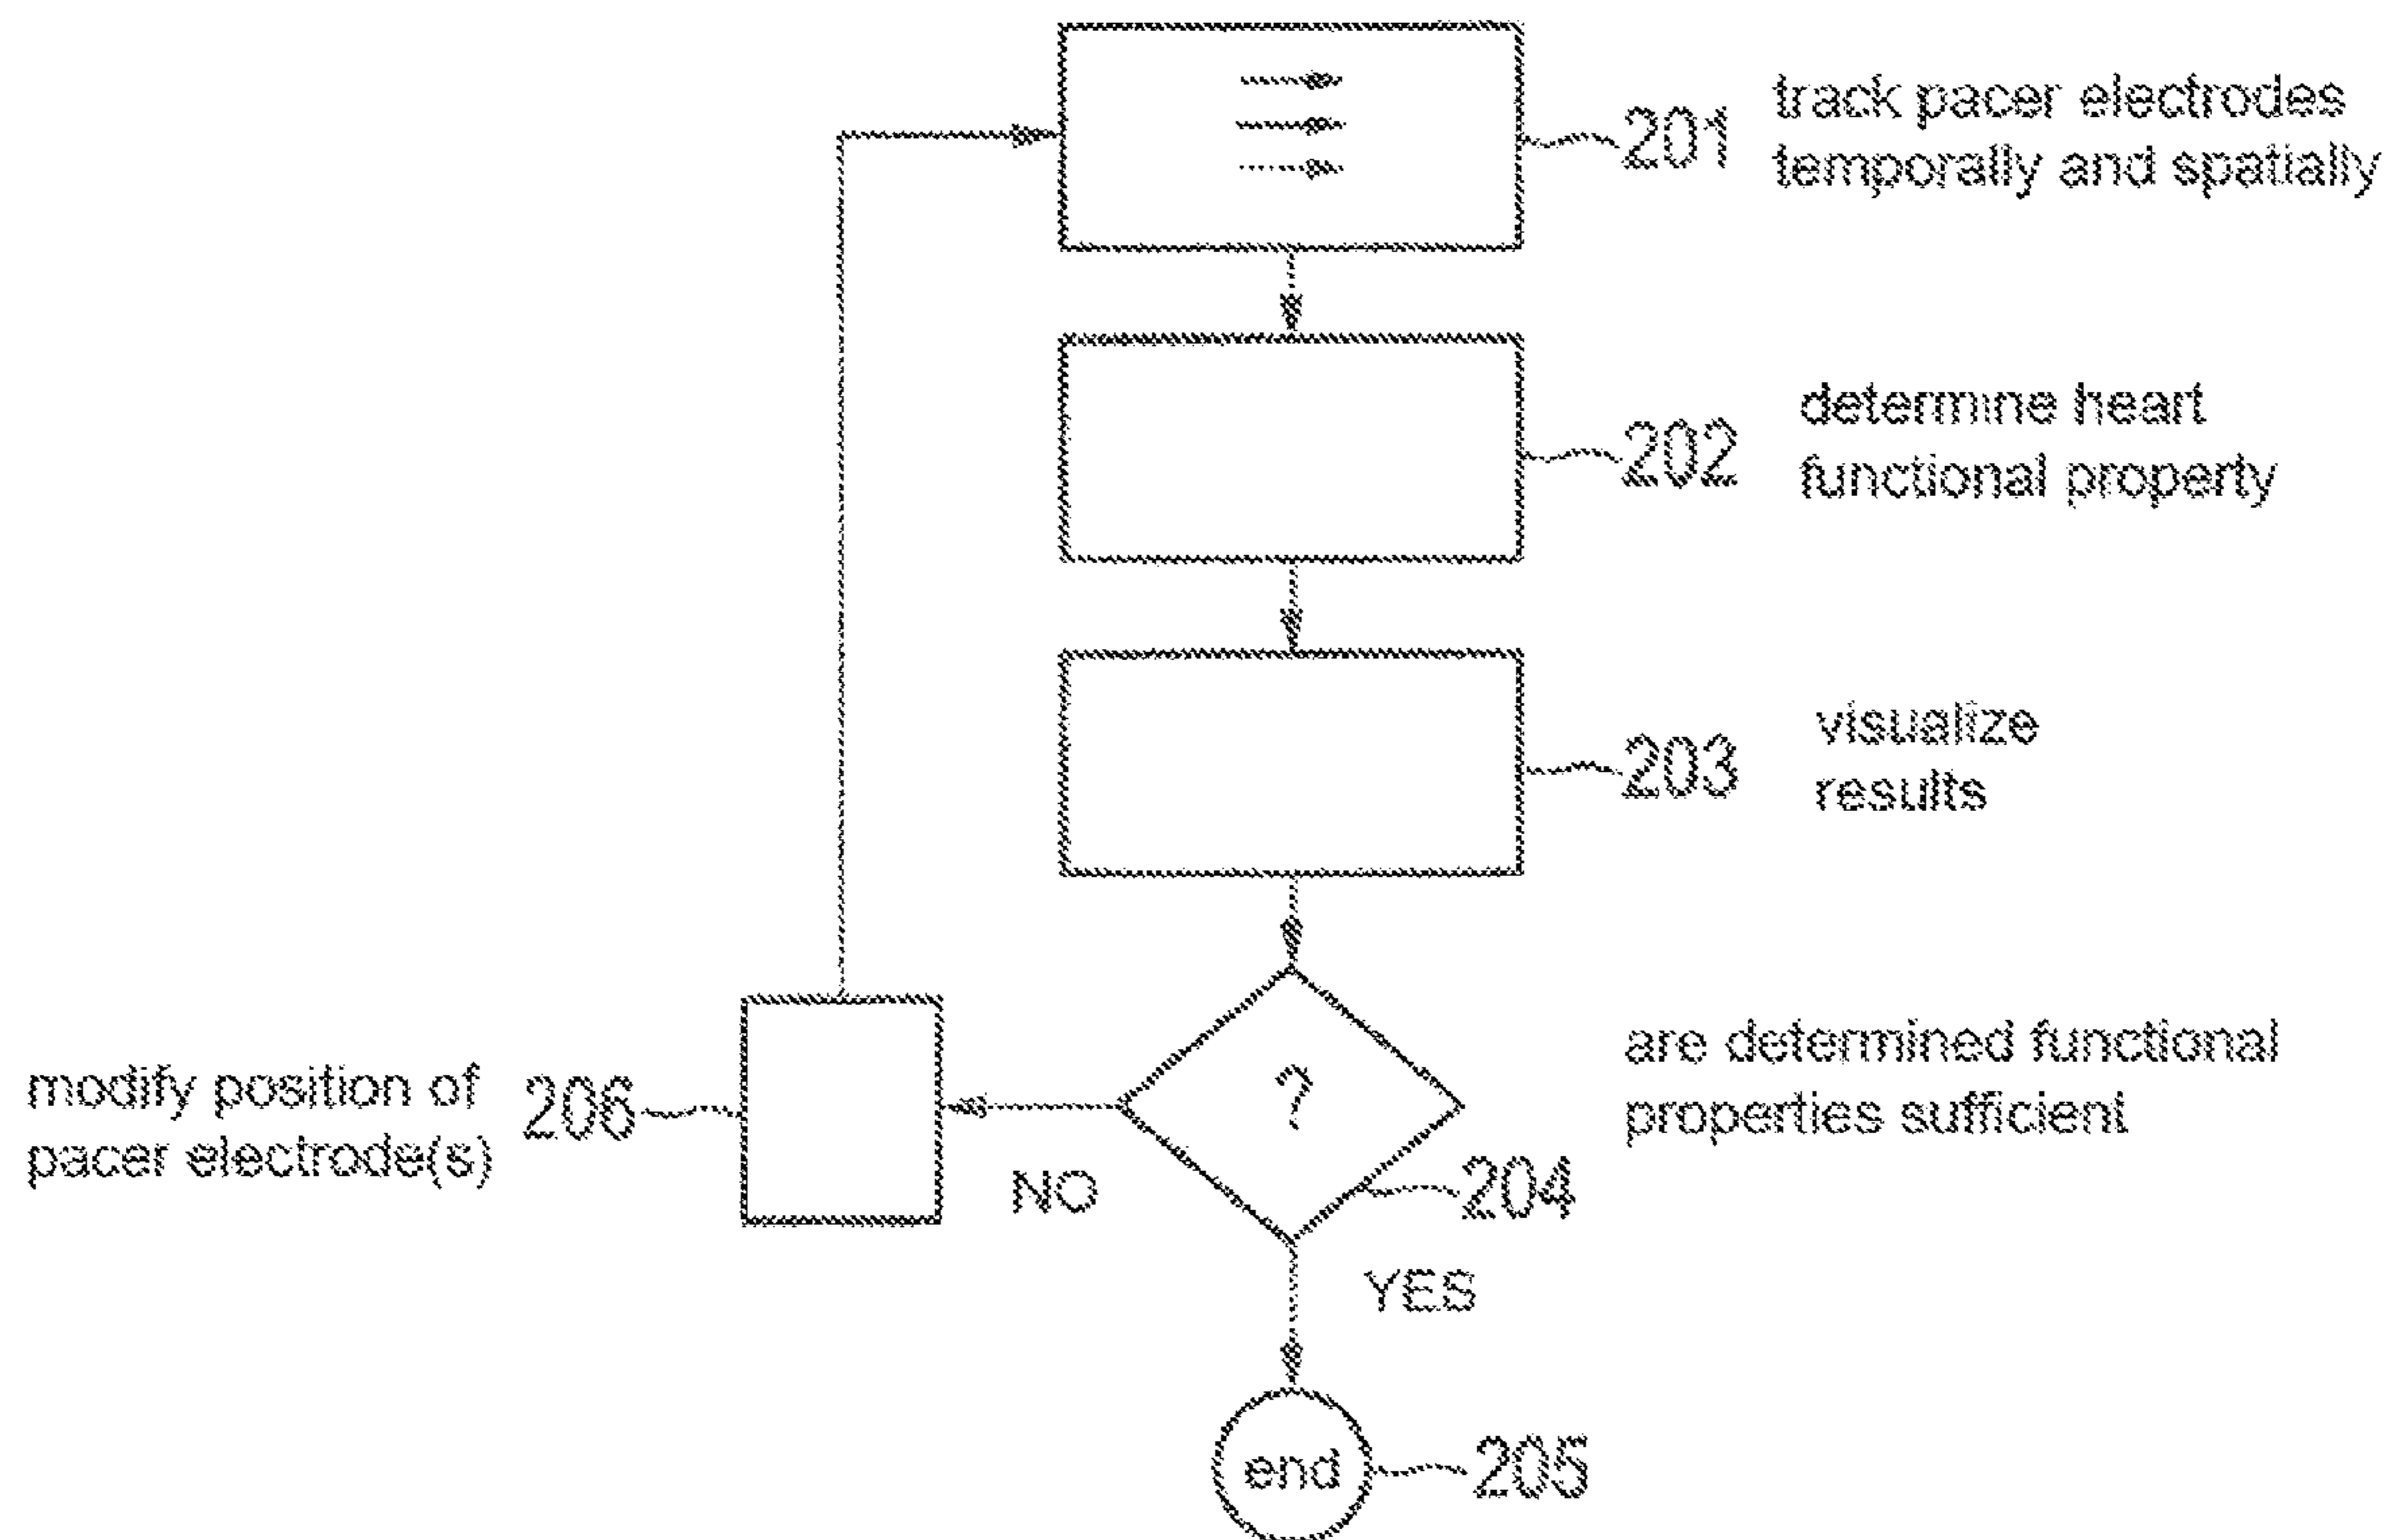 201
track pacer electrodes
temporally and spatially
202
determine heart
functional property
203
visualize
results
?
204
are determined functional
properties sufficient
NO
206
modify position of
pacer electrode(s)
YES
end
205